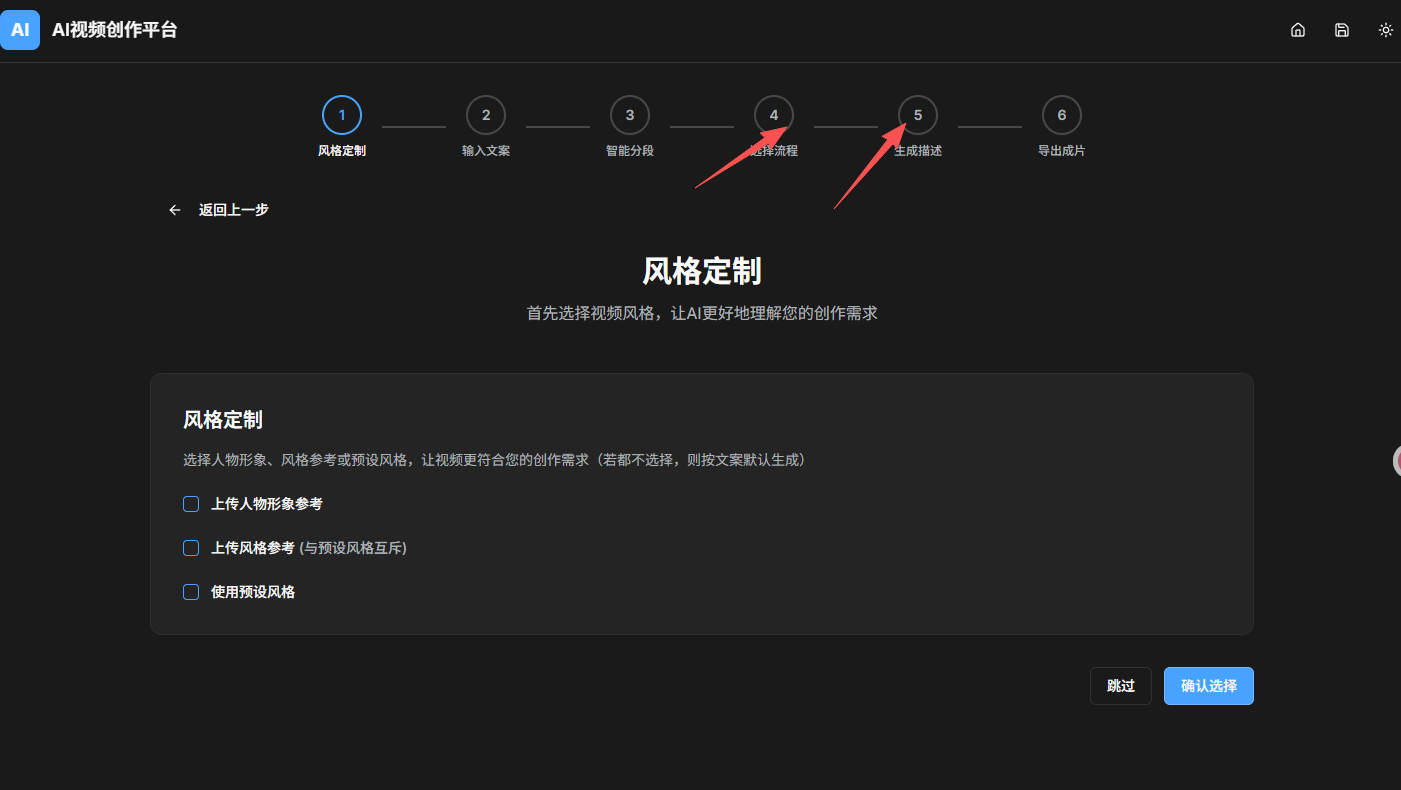 AI AI视频创作平台
1 2 3 4 5 6
风格定制 输入文案 智能分段 选择流程 生成描述 导出成片
返回上一步
风格定制
首先选择视频风格，让AI更好地理解您的创作需求
风格定制
选择人物形象、风格参考或预设风格，让视频更符合您的创作需求（若都不选择，则按文案默认生成）
上传人物形象参考
上传风格参考 (与预设风格互斥)
使用预设风格
跳过 确认选择